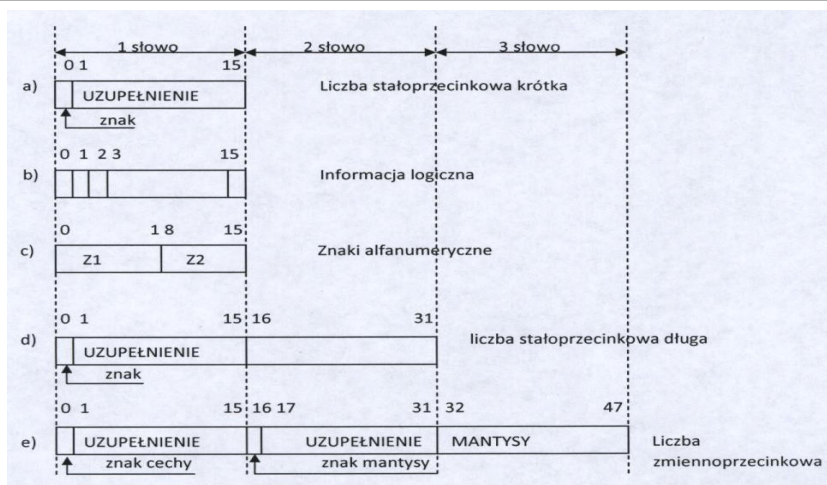 1 słowo 2 słowo 3 słowo
0 1 15
a) UZUPEŁNIENIE Liczba stałoprzecinkowa krótka
znak
0 1 2 3 15
b) Informacja logiczna
0 1 8 15
c) Z1 Z2 Znaki alfanumeryczne
0 1 15 16 31
d) UZUPEŁNIENIE liczba stałoprzecinkowa długa
znak
0 1 15 16 17 31 32 47
e) UZUPEŁNIENIE UZUPEŁNIENIE MANTYSY Liczba
znak cechy znak mantysy zmiennoprzecinkowa